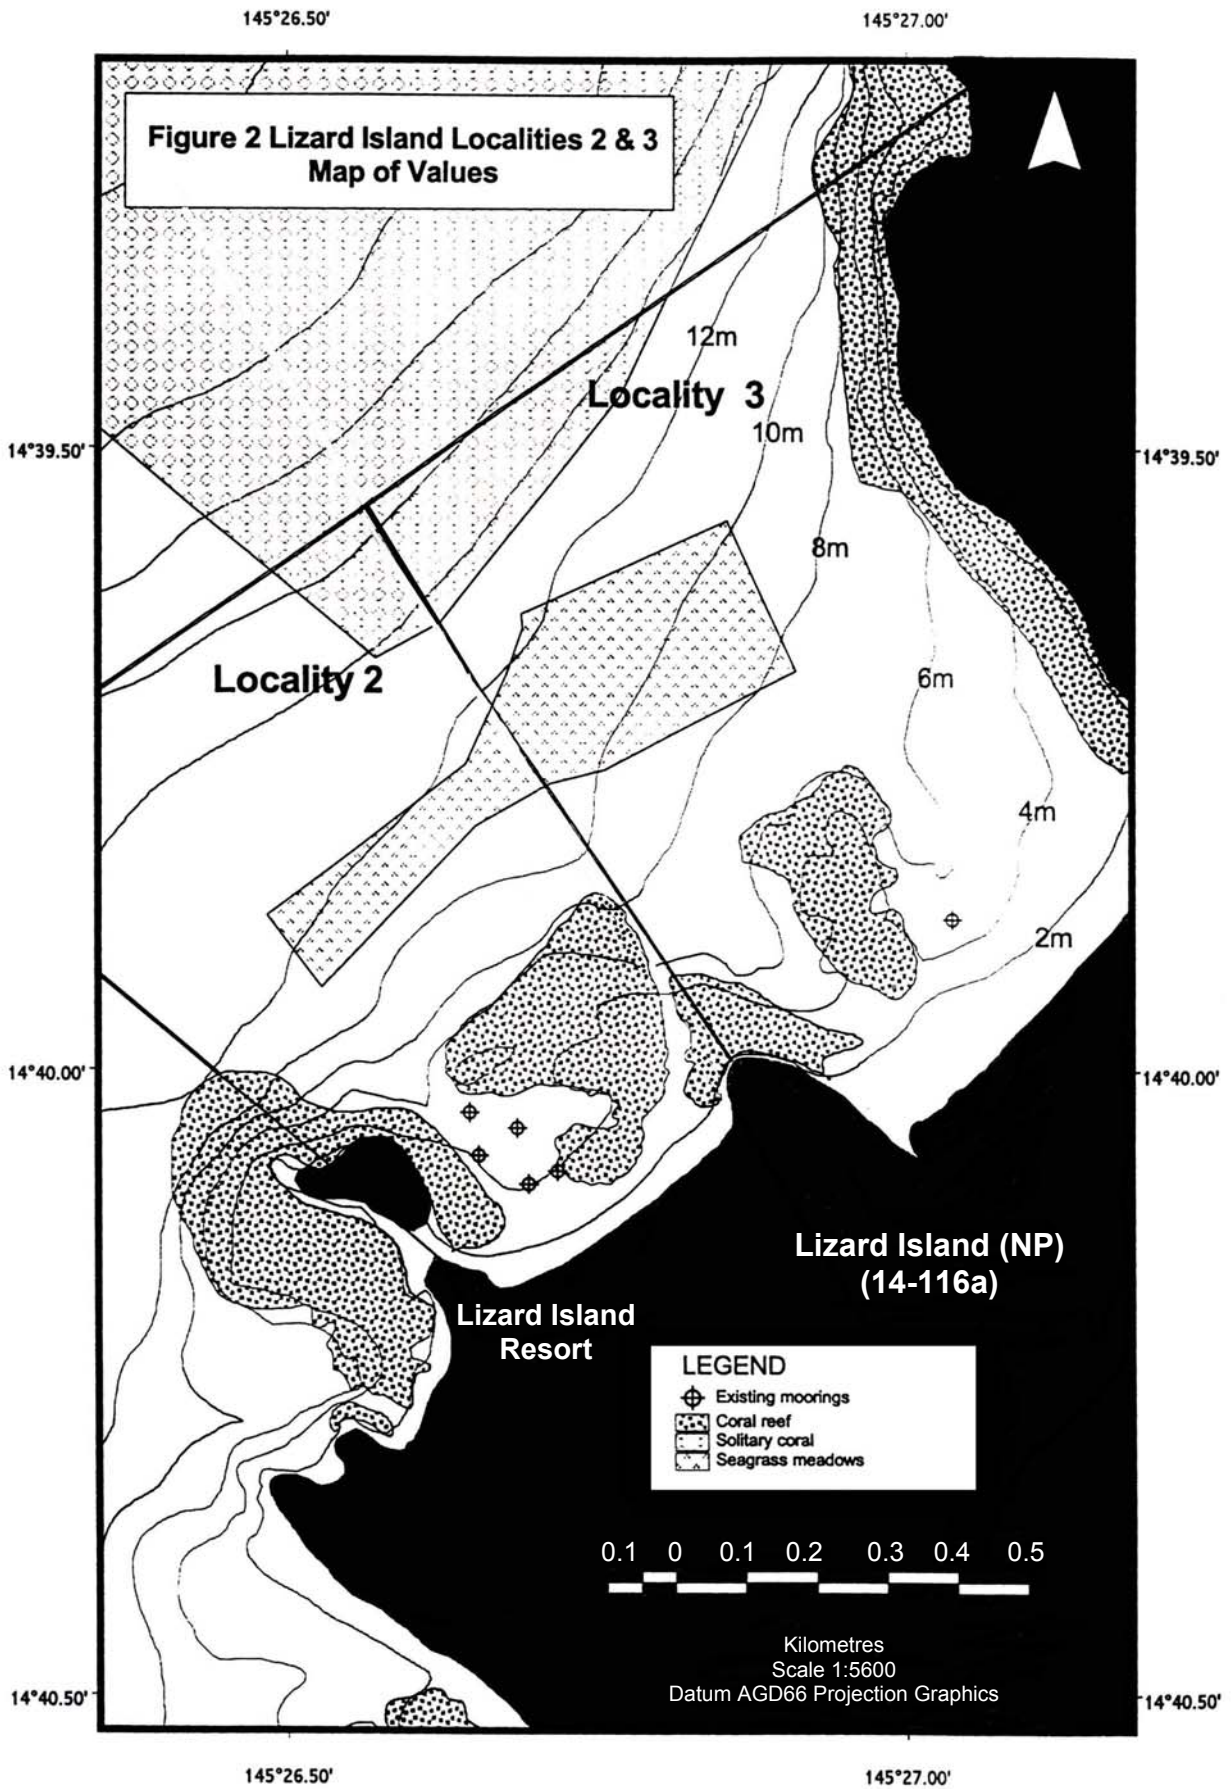 145°26.50' 145°27.00'
Figure 2 Lizard Island Localities 2 & 3
Map of Values
12m
Locality 3
10m
14°39.50' 14°39.50'
8m
6m
Locality 2
4m
2m
14°40.00' 14°40.00'
Lizard Island (NP)
(14-116a)
Lizard Island
Resort
LEGEND
Existing moorings
Coral reef
Solitary coral
Seagrass meadows
0.1 0 0.1 0.2 0.3 0.4 0.5
Kilometres
Scale 1:5600
Datum AGD66 Projection Graphics
14°40.50' 14°40.50'
145°26.50' 145°27.00'